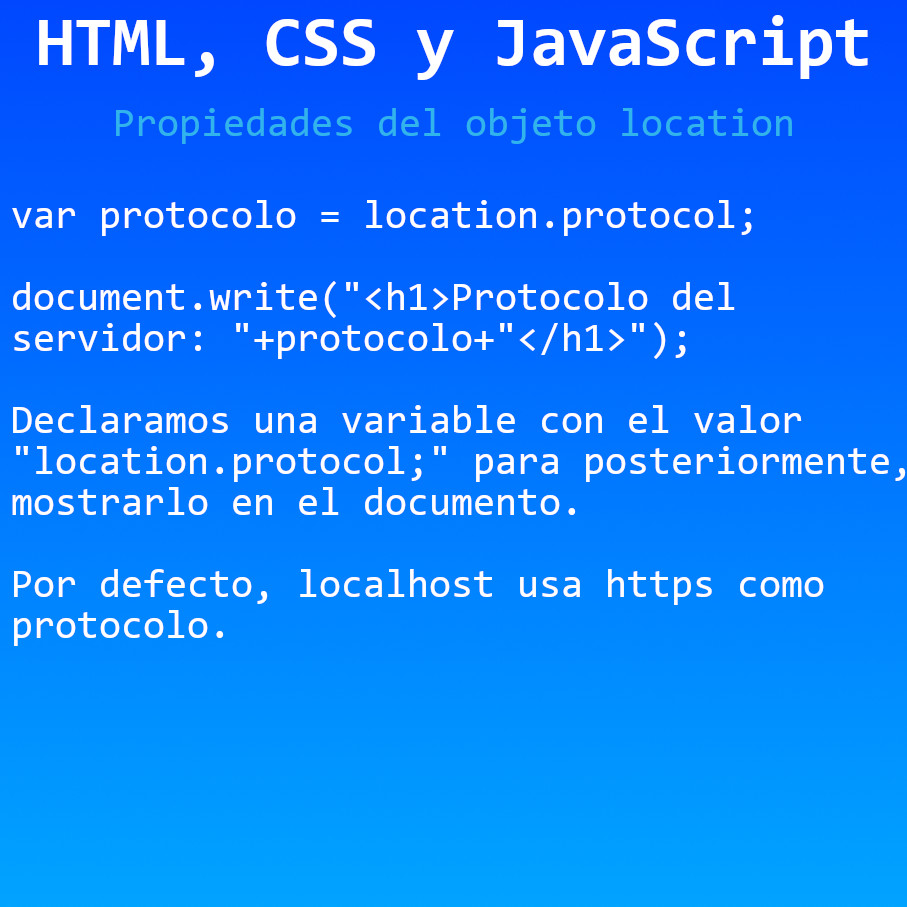 HTML, CSS y JavaScript
Propiedades del objeto location
var protocolo = location.protocol;
document.write("<h1>Protocolo del
servidor: "+protocolo+"</h1>");
Declaramos una variable con el valor
"location.protocol;" para posteriormente,
mostrarlo en el documento.
Por defecto, localhost usa https como
protocolo.